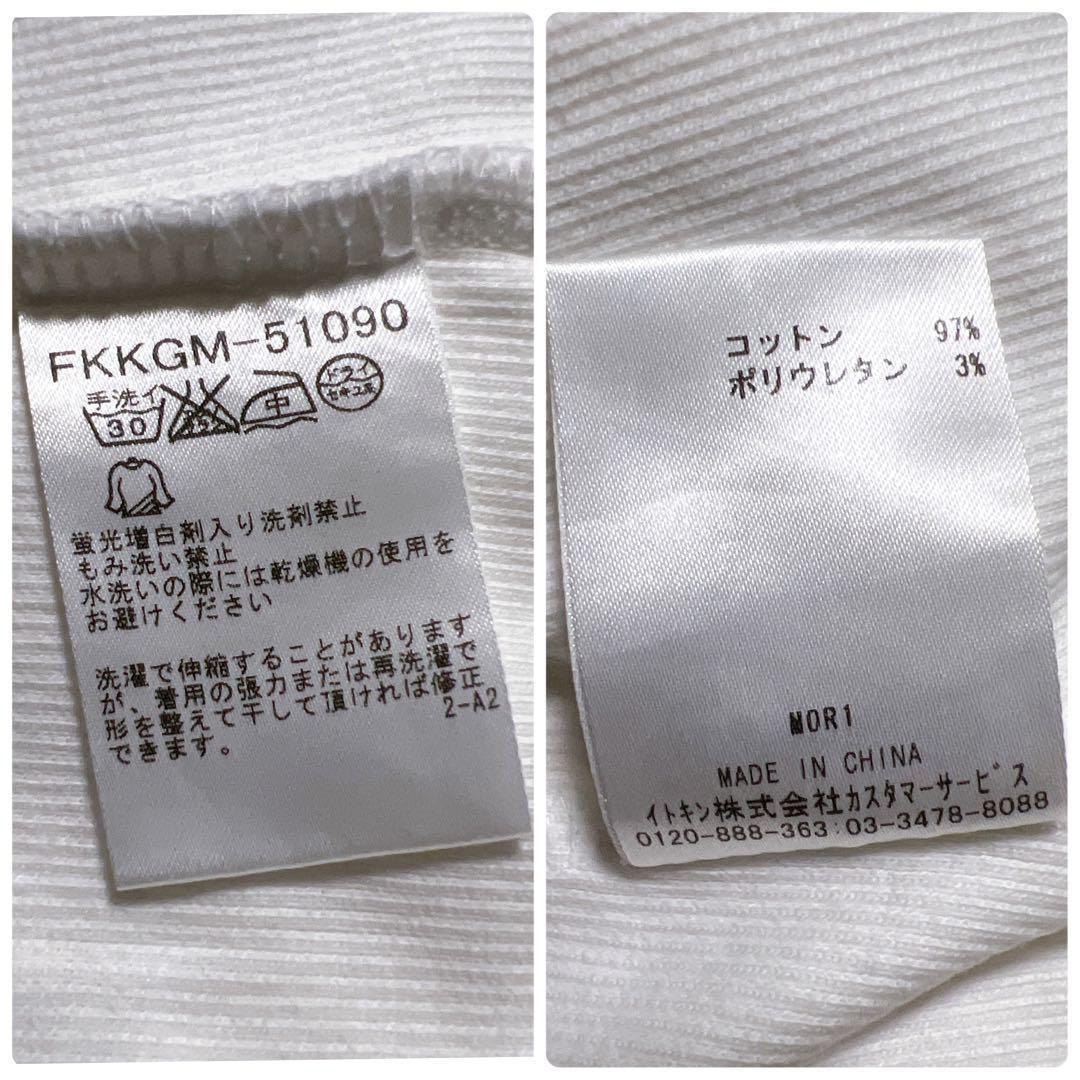 FKKGM-51090
手洗イ
30
中
ドライ
セキユ系
蛍光増白剤入り洗剤禁止
もみ洗い禁止
水洗いの際には乾燥機の使用を
お避けください
洗濯で伸縮することがあります
が、着用の張力または再洗濯で
形を整えて干して頂ければ修正
できます。
2-A2
コットン 97%
ポリウレタン 3%
MOR1
MADE IN CHINA
イトキン株式会社カスタマーサービス
0120-888-363:03-3478-8088